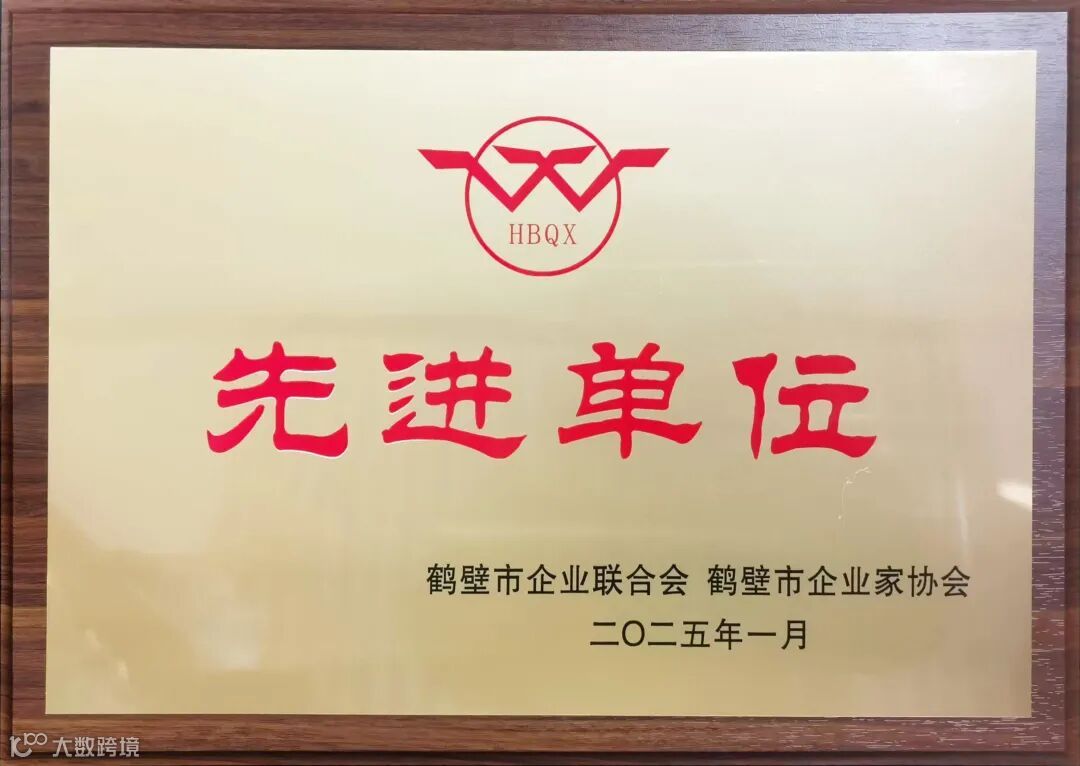 HBQX
先进单位
鹤壁市企业联合会 鹤壁市企业家协会
二〇二五年一月
大数跨境